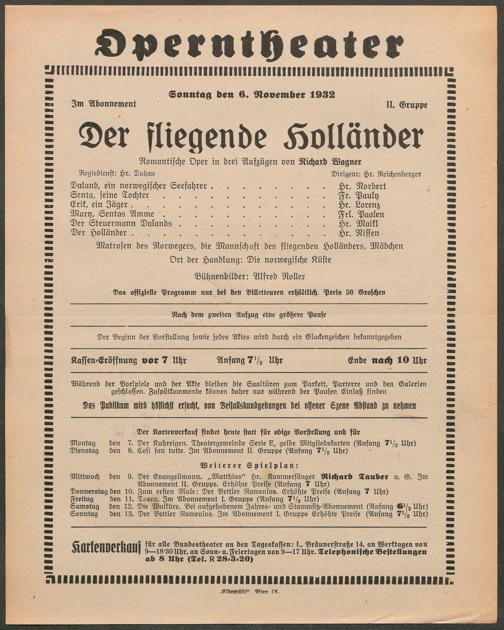 Operntheater
Sonntag den 6. November 1932
Im Abonnement II. Gruppe
Der fliegende Holländer
Romantische Oper in drei Aufzügen von Richard Wagner
Regiedienst: Hr. Duhan Dirigent: Hr. Reichenberger
Daland, ein norwegischer Seefahrer . . . . . . . . . . Hr. Norbert
Senta, seine Tochter . . . . . . . . . . . . Fr. Pauly
Erik, ein Jäger . . . . . . . . . . . . . . Hr. Lorenz
Mary, Sentas Amme . . . . . . . . . . . . Frl. Paalen
Der Steuermann Dalands . . . . . . . . . . . Hr. Maikl
Der Holländer . . . . . . . . . . . . . . Hr. Nissen
Matrosen des Norwegers, die Mannschaft des fliegenden Holländers, Mädchen
Ort der Handlung: Die norwegische Küste
Bühnenbilder: Alfred Roller
Das offizielle Programm nur bei den Billetteuren erhältlich. Preis 50 Groschen
Nach dem zweiten Aufzug eine größere Pause
Der Beginn der Vorstellung sowie jedes Aktes wird durch ein Glockenzeichen bekanntgegeben
Kassen-Eröffnung vor 7 Uhr Anfang 7½ Uhr Ende nach 10 Uhr
Während der Vorspiele und der Akte bleiben die Saaltüren zum Parkett, Parterre und den Galerien
geschlossen. Zuspätkommende können daher nur während der Pausen Einlaß finden
Das Publikum wird höflichst ersucht, von Beifallskundgebungen bei offener Szene Abstand zu nehmen
Der Kartenverkauf findet heute statt für obige Vorstellung und für
Montag den 7. Der Kuhreigen. Theatergemeinde Serie E, gelbe Mitgliedskarten (Anfang 7½ Uhr)
Dienstag den 8. Cosi fan tutte. Im Abonnement II. Gruppe (Anfang 7½ Uhr)
Weiterer Spielplan:
Mittwoch den 9. Der Evangelimann. „Matthias“ Hr. Kammersänger Richard Tauber a. G. Im
Abonnement II. Gruppe. Erhöhte Preise (Anfang 7 Uhr)
Donnerstag den 10. Zum ersten Male: Der Bettler Namenlos. Erhöhte Preise (Anfang 7 Uhr)
Freitag den 11. Tosca. Im Abonnement I. Gruppe (Anfang 7½ Uhr)
Samstag den 12. Die Walküre. Bei aufgehobenem Jahres- und Stammsitz-Abonnement (Anfang 6½ Uhr)
Sonntag den 13. Der Bettler Namenlos. Im Abonnement I. Gruppe Erhöhte Preise (Anfang 7½ Uhr)
Kartenverkauf für alle Bundestheater an den Tageskassen: I., Bräunerstraße 14, an Werktagen von
9—18·30 Uhr, an Sonn- u. Feiertagen von 9—17 Uhr. Telephonische Bestellungen
ab 8 Uhr (Tel. R 28-3-20)
„Elbemühl“ Wien IX.